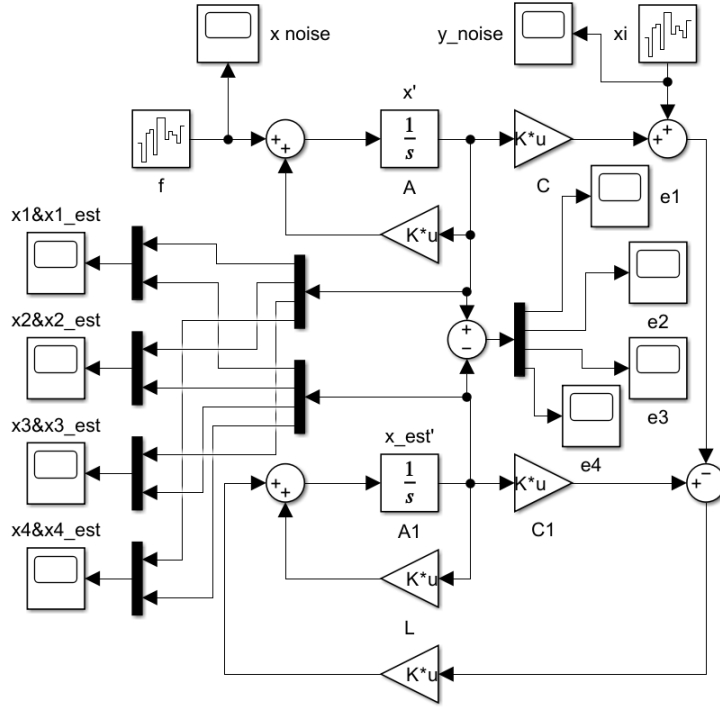 x noise
y_noise
xi
x'
+
+
1
s
K*u
+
+
f
A
C
e1
K*u
x1&x1_est
e2
x2&x2_est
+
−
e3
x3&x3_est
x_est'
e4
+
+
1
s
K*u
−
+
A1
C1
x4&x4_est
K*u
L
K*u